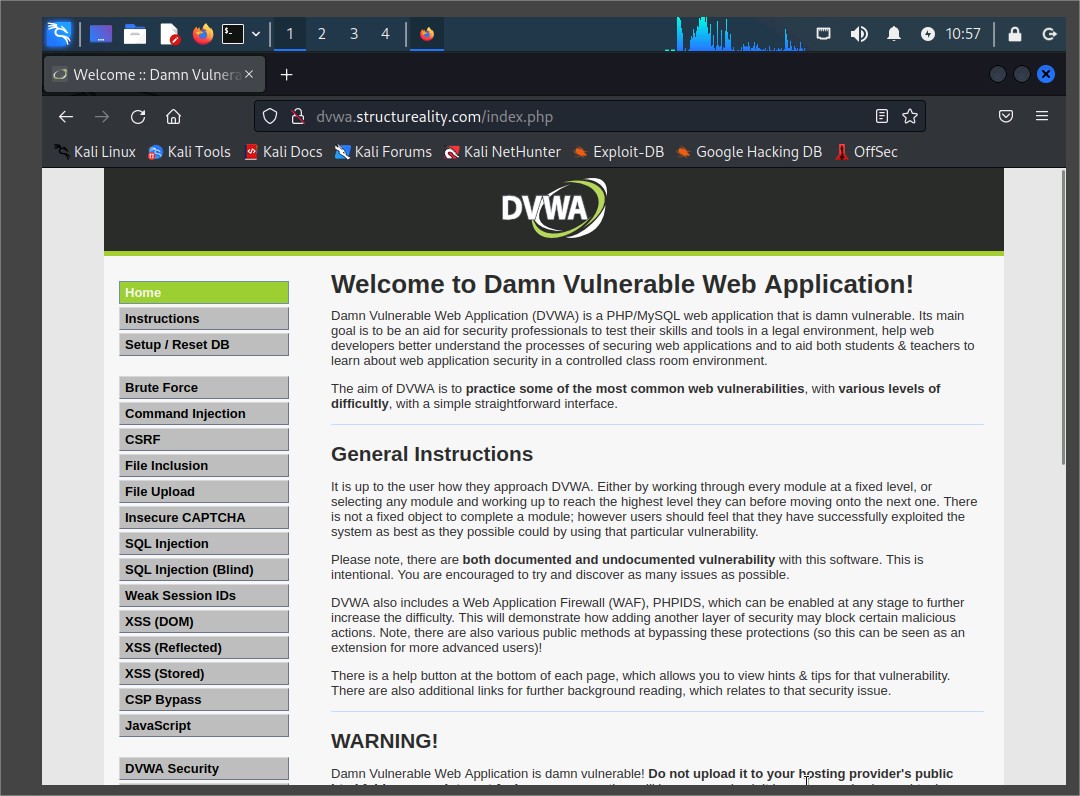 1 2 3 4 10:57
Welcome :: Damn Vulnera
dvwa.structureality.com/index.php
Kali Linux Kali Tools Kali Docs Kali Forums Kali NetHunter Exploit-DB Google Hacking DB OffSec
DVWA
Home
Instructions
Setup / Reset DB
Brute Force
Command Injection
CSRF
File Inclusion
File Upload
Insecure CAPTCHA
SQL Injection
SQL Injection (Blind)
Weak Session IDs
XSS (DOM)
XSS (Reflected)
XSS (Stored)
CSP Bypass
JavaScript
DVWA Security
Welcome to Damn Vulnerable Web Application!
Damn Vulnerable Web Application (DVWA) is a PHP/MySQL web application that is damn vulnerable. Its main
goal is to be an aid for security professionals to test their skills and tools in a legal environment, help web
developers better understand the processes of securing web applications and to aid both students & teachers to
learn about web application security in a controlled class room environment.
The aim of DVWA is to practice some of the most common web vulnerabilities, with various levels of
difficultly, with a simple straightforward interface.
General Instructions
It is up to the user how they approach DVWA. Either by working through every module at a fixed level, or
selecting any module and working up to reach the highest level they can before moving onto the next one. There
is not a fixed object to complete a module; however users should feel that they have successfully exploited the
system as best as they possible could by using that particular vulnerability.
Please note, there are both documented and undocumented vulnerability with this software. This is
intentional. You are encouraged to try and discover as many issues as possible.
DVWA also includes a Web Application Firewall (WAF), PHPIDS, which can be enabled at any stage to further
increase the difficulty. This will demonstrate how adding another layer of security may block certain malicious
actions. Note, there are also various public methods at bypassing these protections (so this can be seen as an
extension for more advanced users)!
There is a help button at the bottom of each page, which allows you to view hints & tips for that vulnerability.
There are also additional links for further background reading, which relates to that security issue.
WARNING!
Damn Vulnerable Web Application is damn vulnerable! Do not upload it to your hosting provider's public